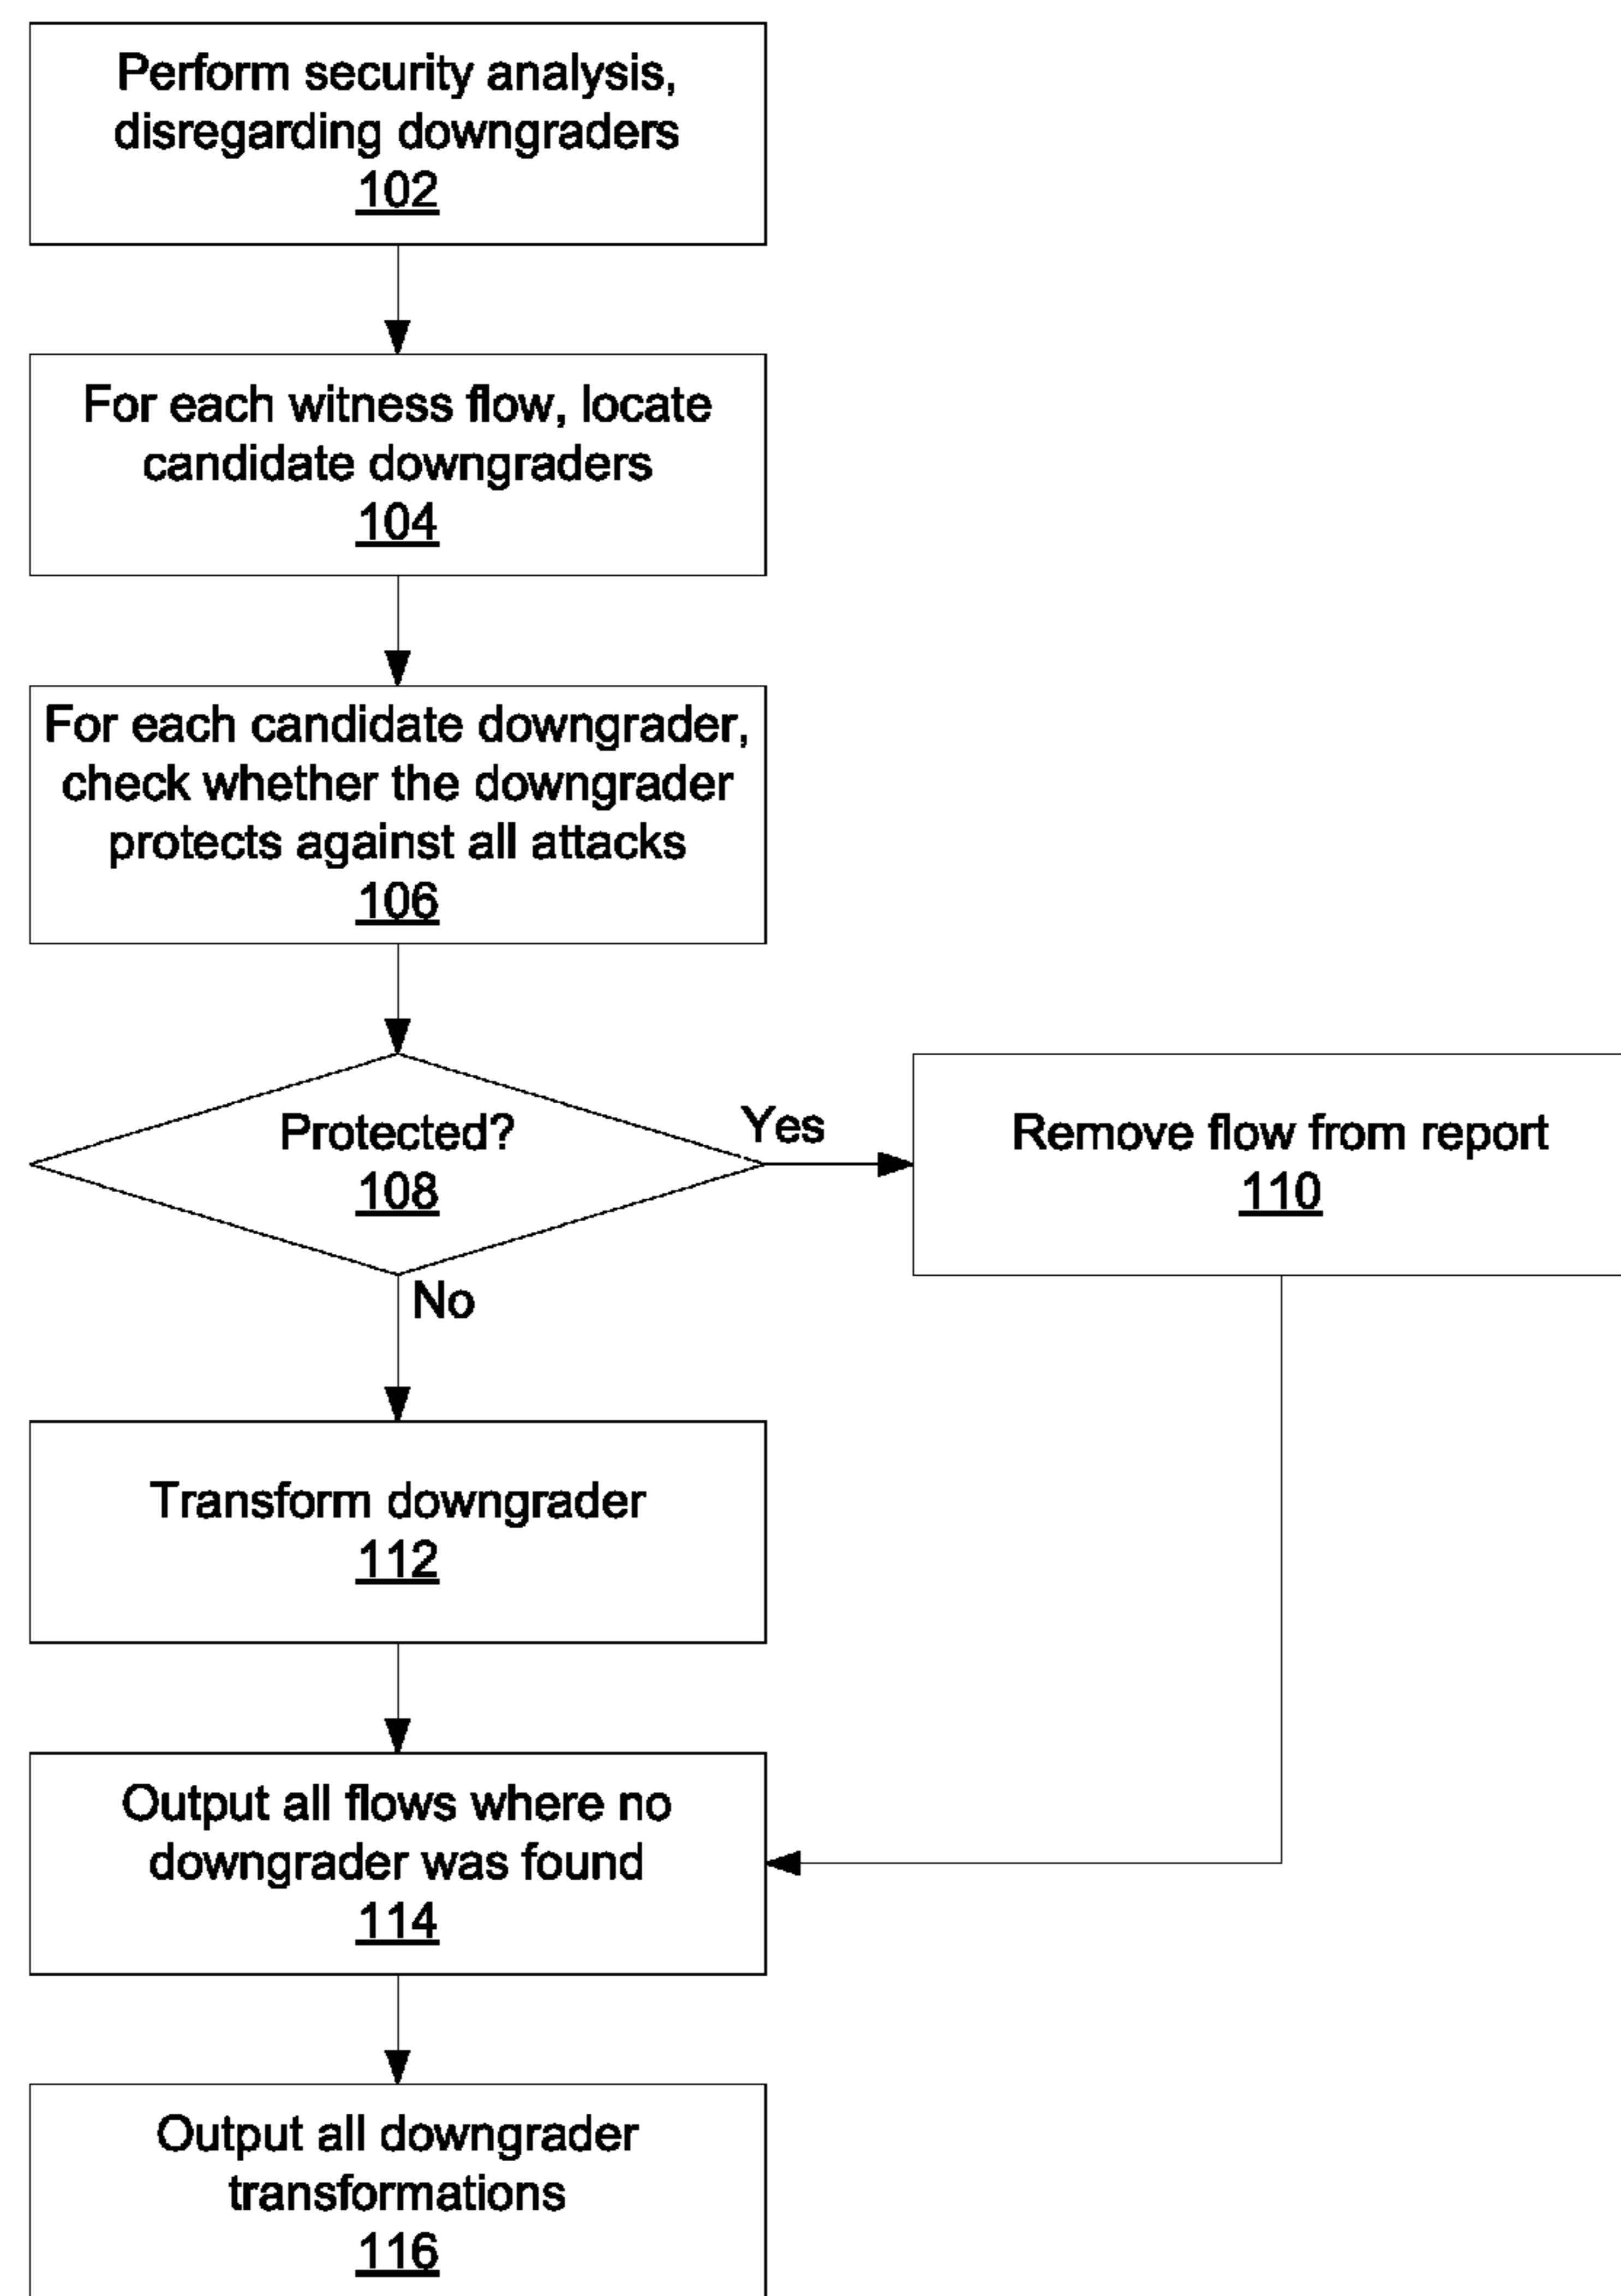 Perform security analysis,
disregarding downgraders
102
For each witness flow, locate
candidate downgraders
104
For each candidate downgrader,
check whether the downgrader
protects against all attacks
106
Protected?
108
Yes
Remove flow from report
110
No
Transform downgrader
112
Output all flows where no
downgrader was found
114
Output all downgrader
transformations
116